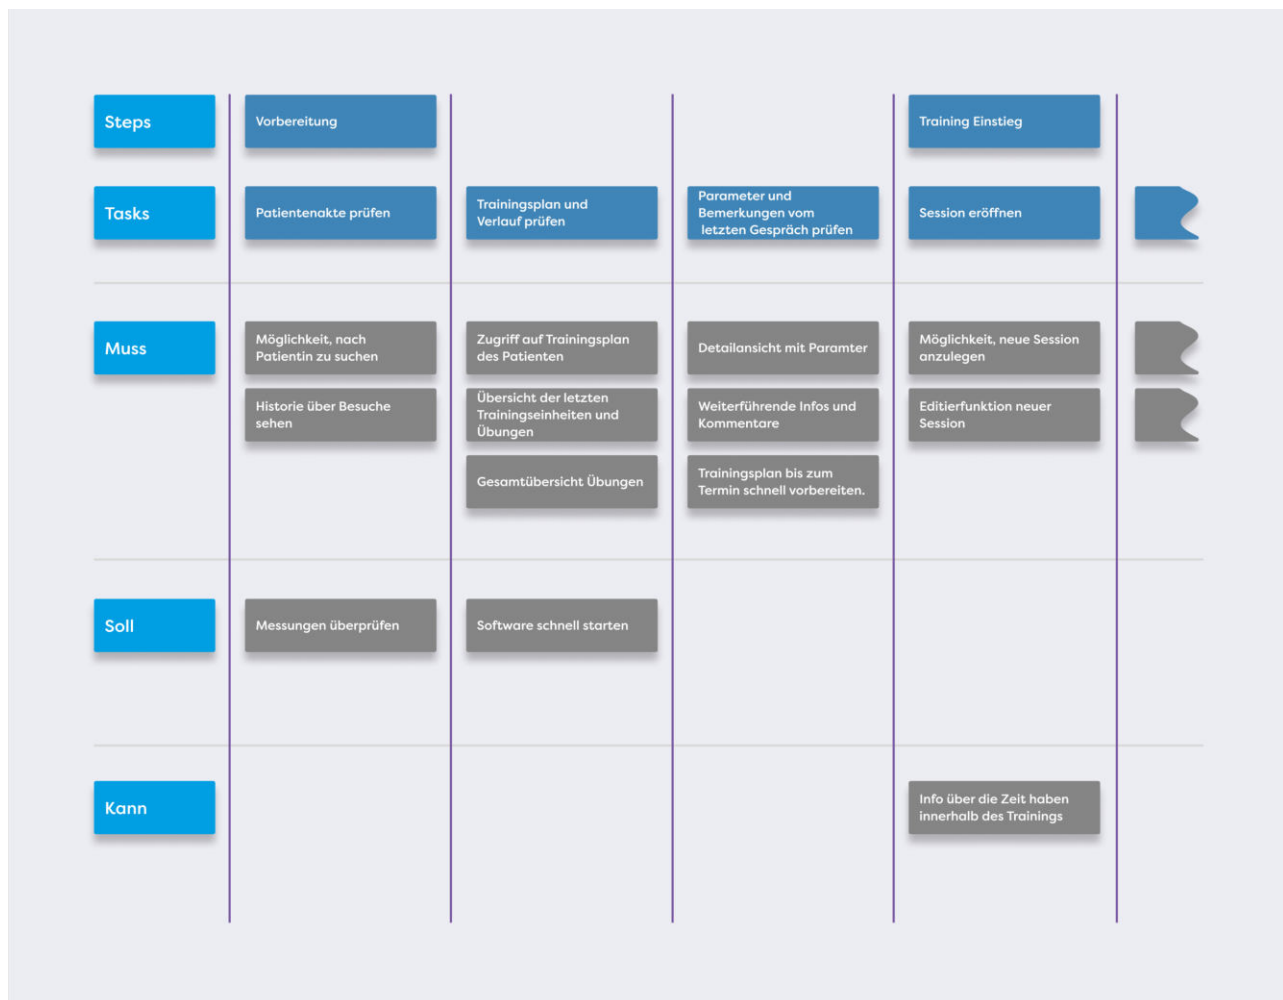 Steps
Vorbereitung
Training Einstieg
Tasks
Patientenakte prüfen
Trainingsplan und
Verlauf prüfen
Parameter und
Bemerkungen vom
letzten Gespräch prüfen
Session eröffnen
Muss
Möglichkeit, nach
Patientin zu suchen
Zugriff auf Trainingsplan
des Patienten
Detailansicht mit Paramter
Möglichkeit, neue Session
anzulegen
Historie über Besuche
sehen
Übersicht der letzten
Trainingseinheiten und
Übungen
Weiterführende Infos und
Kommentare
Editierfunktion neuer
Session
Gesamtübersicht Übungen
Trainingsplan bis zum
Termin schnell vorbereiten.
Soll
Messungen überprüfen
Software schnell starten
Kann
Info über die Zeit haben
innerhalb des Trainings